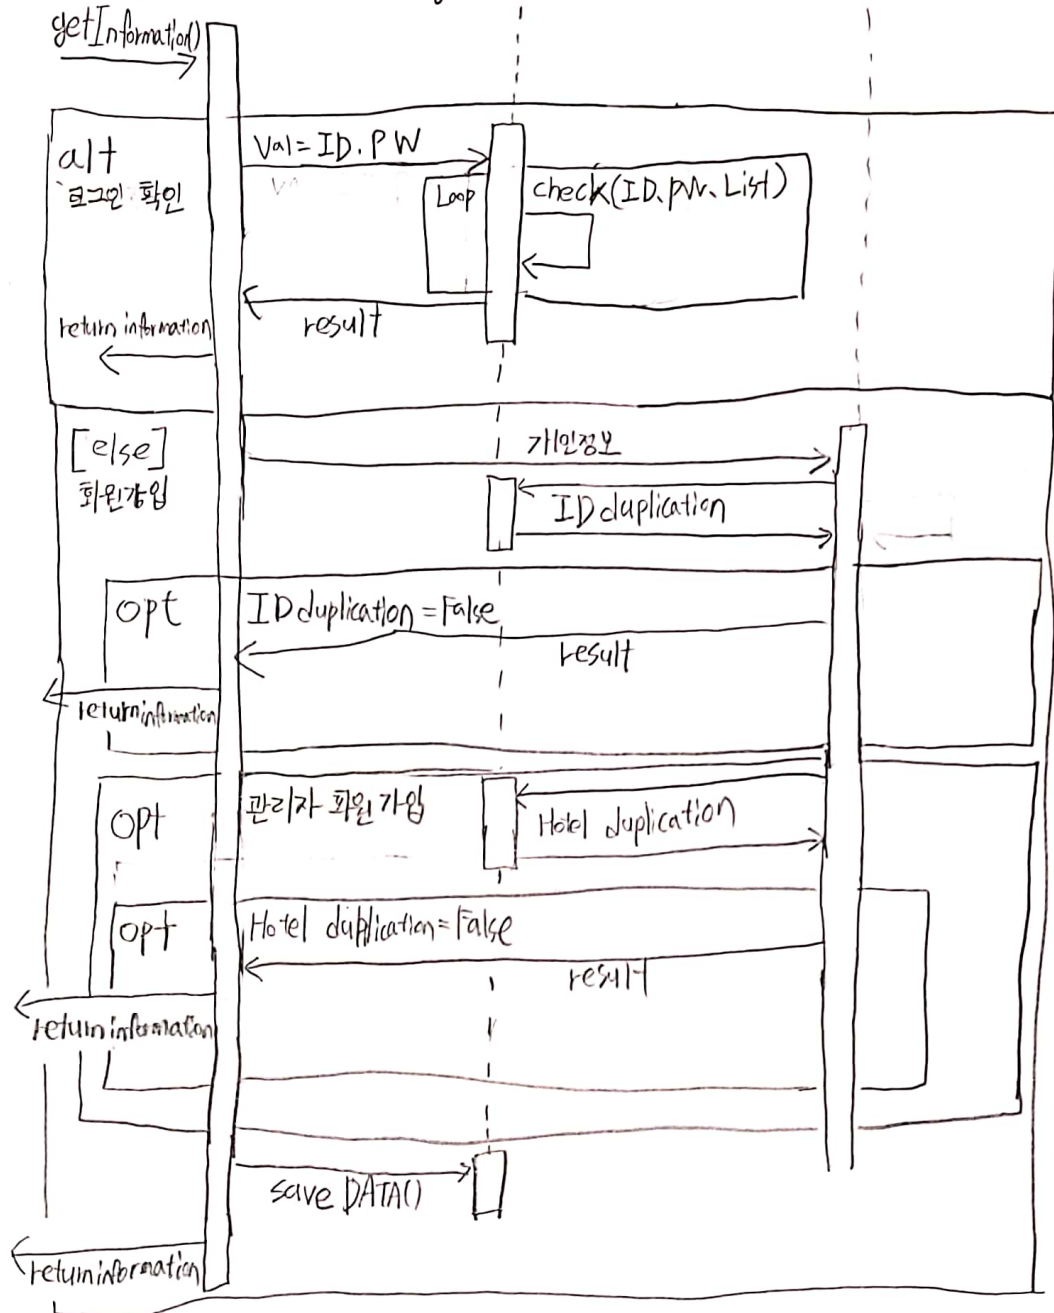 getInformation()
alt
로그인 확인
Val=ID.PW
Loop
check(ID.PW.List)
result
return information
[else]
회원가입
개인정보
ID duplication
opt
ID duplication=False
result
return information
opt
관리자 회원가입
Hotel duplication
opt
Hotel duplication=False
result
return information
save DATA()
return information